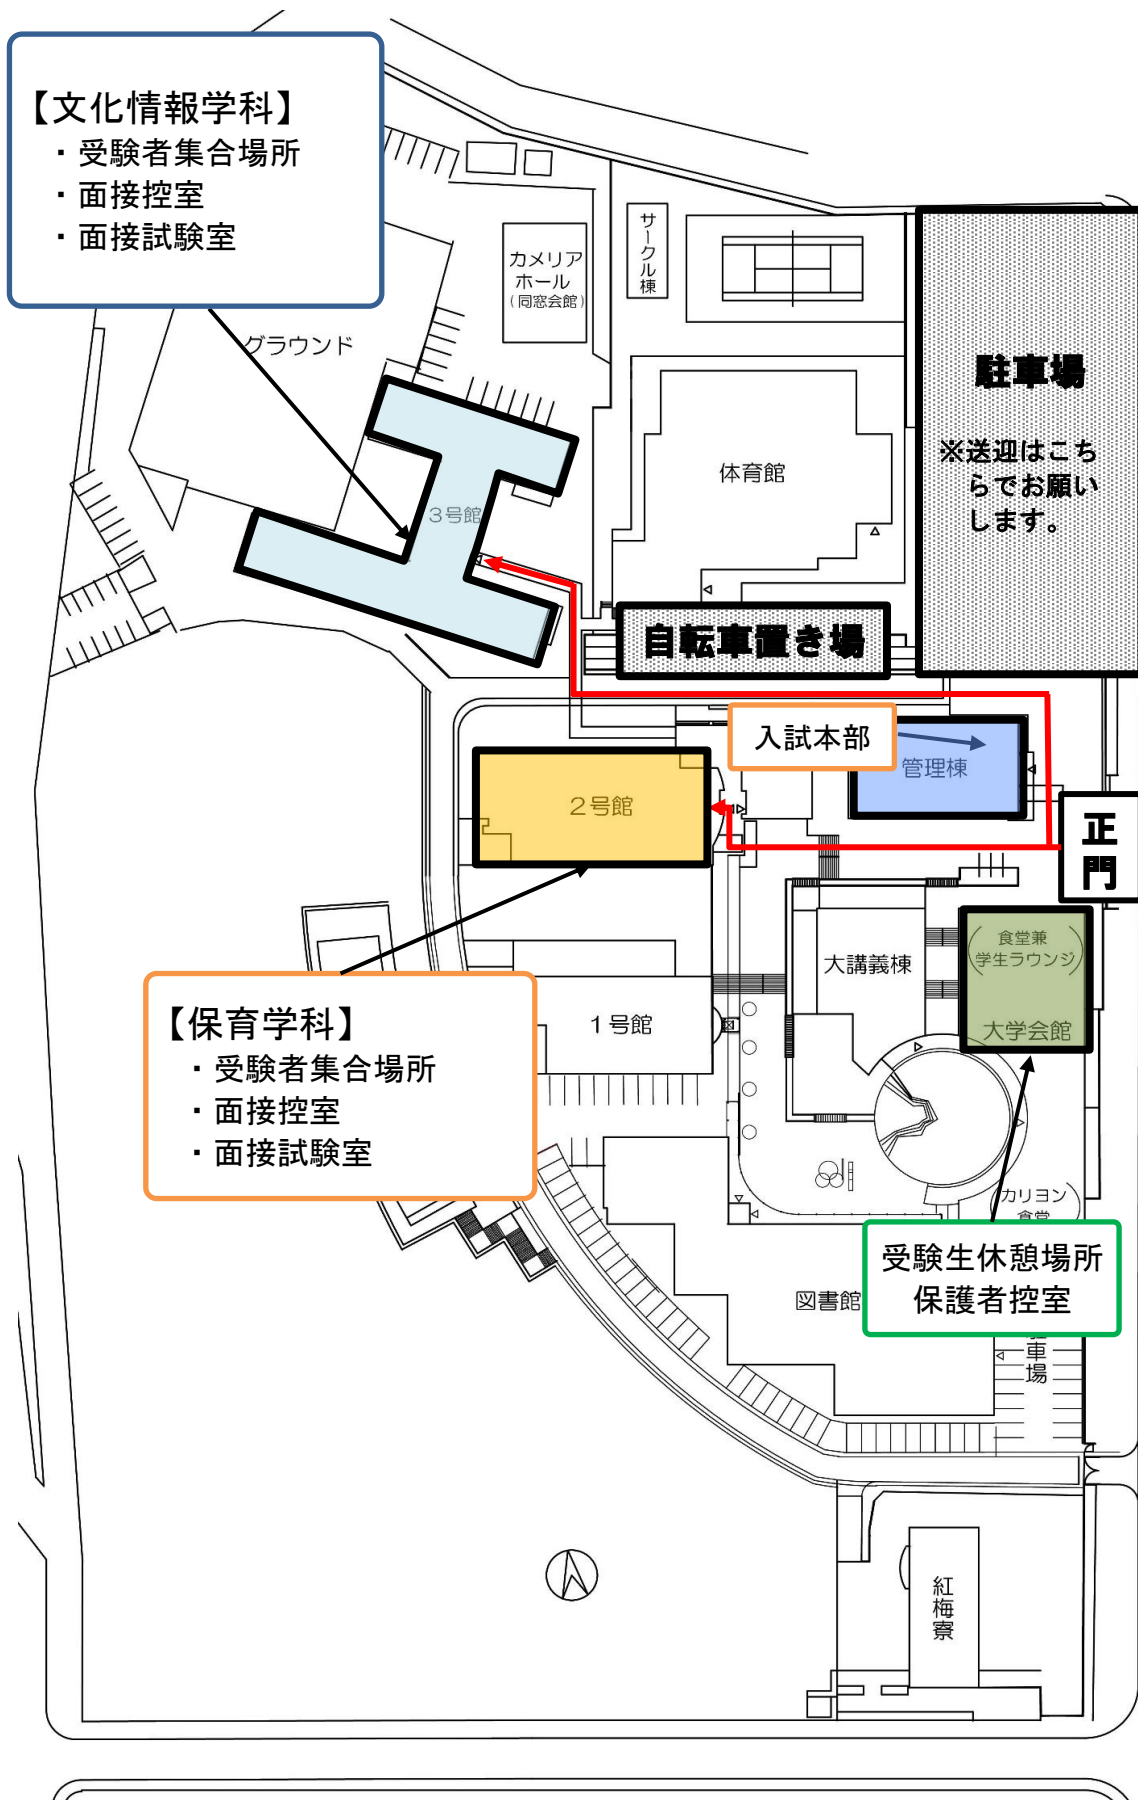 【文化情報学科】
・受験者集合場所
・面接控室
・面接試験室
サークル棟
カメリア
ホール
(同窓会館)
グラウンド
駐車場
※送迎はこち
らでお願い
します。
体育館
3号館
自転車置き場
入試本部
管理棟
2号館
正門
食堂兼
学生ラウンジ
大講義棟
大学会館
1号館
【保育学科】
・受験者集合場所
・面接控室
・面接試験室
カリヨン
食堂
受験生休憩場所
保護者控室
図書館
車場
紅梅寮